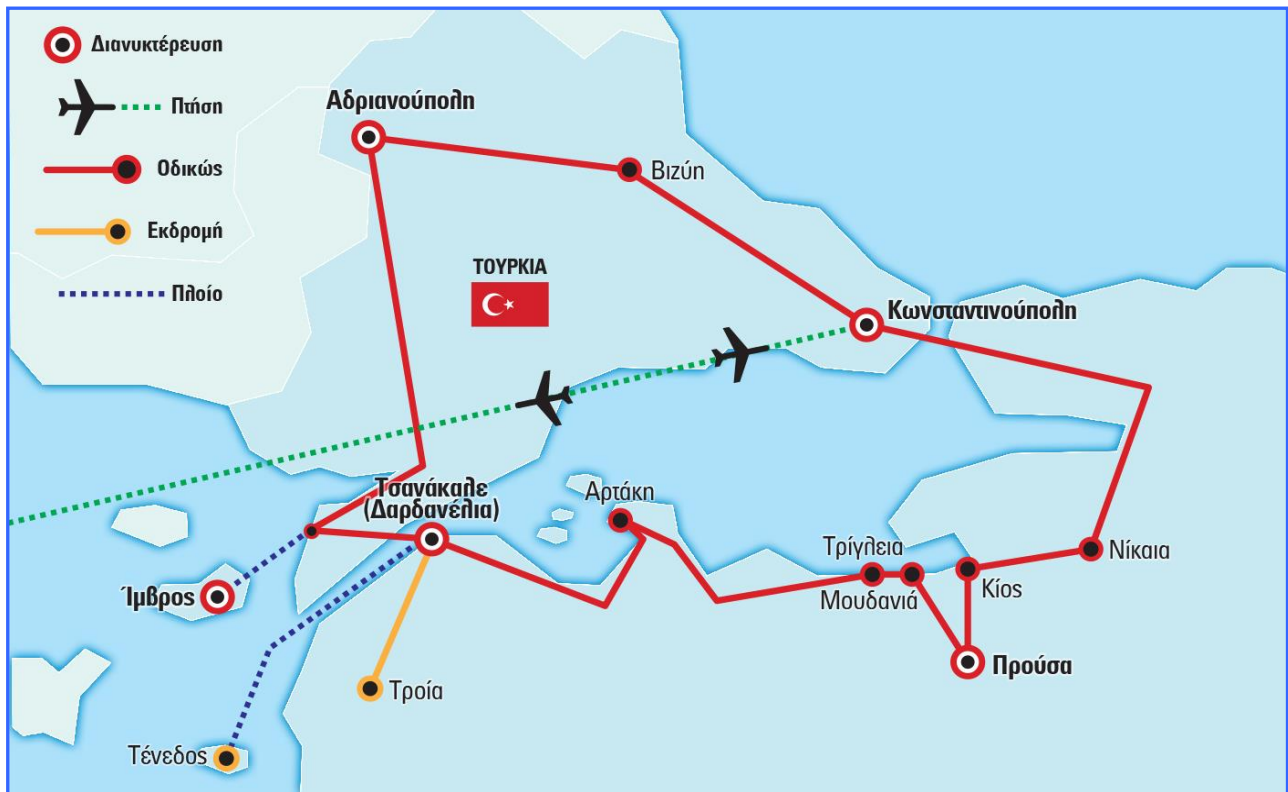 Διανυκτέρευση
Πτήση
Οδικώς
Εκδρομή
Πλοίο
Αδριανούπολη
Βιζύη
ΤΟΥΡΚΙΑ
Κωνσταντινούπολη
Τσανάκαλε
(Δαρδανέλια)
Αρτάκη
Τρίγλεια
Μουδανιά
Κίος
Νίκαια
Ίμβρος
Προύσα
Τροία
Τένεδος